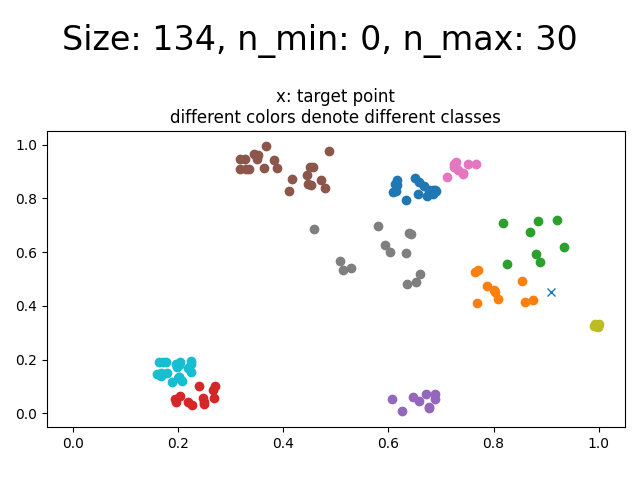 Size: 134, n_min: 0, n_max: 30
x: target point
different colors denote different classes
1.0
0.8
0.6
0.4
0.2
0.0
0.0 0.2 0.4 0.6 0.8 1.0